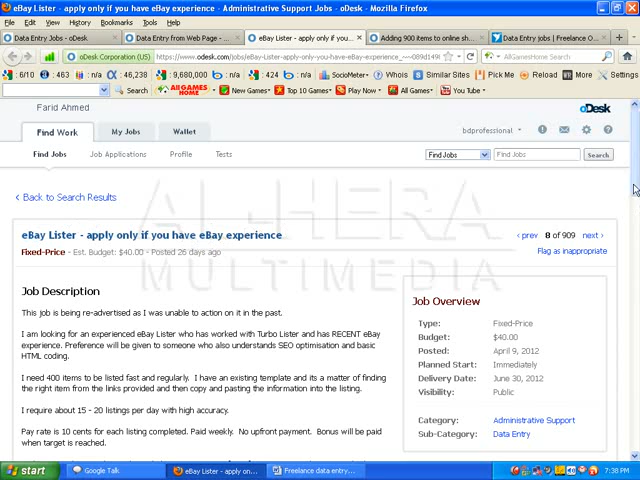 eBay Lister - apply only if you have eBay experience - Administrative Support Jobs - oDesk - Mozilla Firefox
File Edit View History Bookmarks Tools Help
Data Entry Jobs - oDesk
Data Entry from Web Page - ...
eBay Lister - apply only if y...
Adding 900 items to online sh...
Data Entry jobs | Freelance O...
oDesk Corporation (US)
https://www.odesk.com/jobs/eBay-Lister-apply-only-you-have-eBay-experience_~~089d149
AllGamesHome Searching
: 6/10 : 463 : n/a : 46,238 : 9,680,000 : n/a : 424 : n/a SocioMeter Whois Similar Sites Pick Me Reload More Settings
Search ALL GAMES HOME New Games Top 10 Games Play Now All Games You Tube
Farid Ahmed
oDesk
Find Work My Jobs Wallet
bdprofessional
Find Jobs Job Applications Profile Tests
Find Jobs Find Jobs Search
Back to Search Results
AL-HERA
MULTIMEDIA
eBay Lister - apply only if you have eBay experience
‹ prev 8 of 909 next ›
Fixed-Price - Est. Budget: $40.00 - Posted 26 days ago
Flag as inappropriate
Job Description
This job is being re-advertised as I was unable to action on it in the past.
I am looking for an experienced eBay Lister who has worked with Turbo Lister and has RECENT eBay
experience. Preference will be given to someone who also understands SEO optimisation and basic
HTML coding.
I need 400 items to be listed fast and regularly. I have an existing template and its a matter of finding
the right item from the links provided and then copy and pasting the information into the listing.
I require about 15 - 20 listings per day with high accuracy.
Pay rate is 10 cents for each listing completed. Paid weekly. No upfront payment. Bonus will be paid
when target is reached.
Job Overview
Type: Fixed-Price
Budget: $40.00
Posted: April 9, 2012
Planned Start: Immediately
Delivery Date: June 30, 2012
Visibility: Public
Category: Administrative Support
Sub-Category: Data Entry
start
Google Talk
eBay Lister - apply on...
Freelance data entry...
7:38 PM